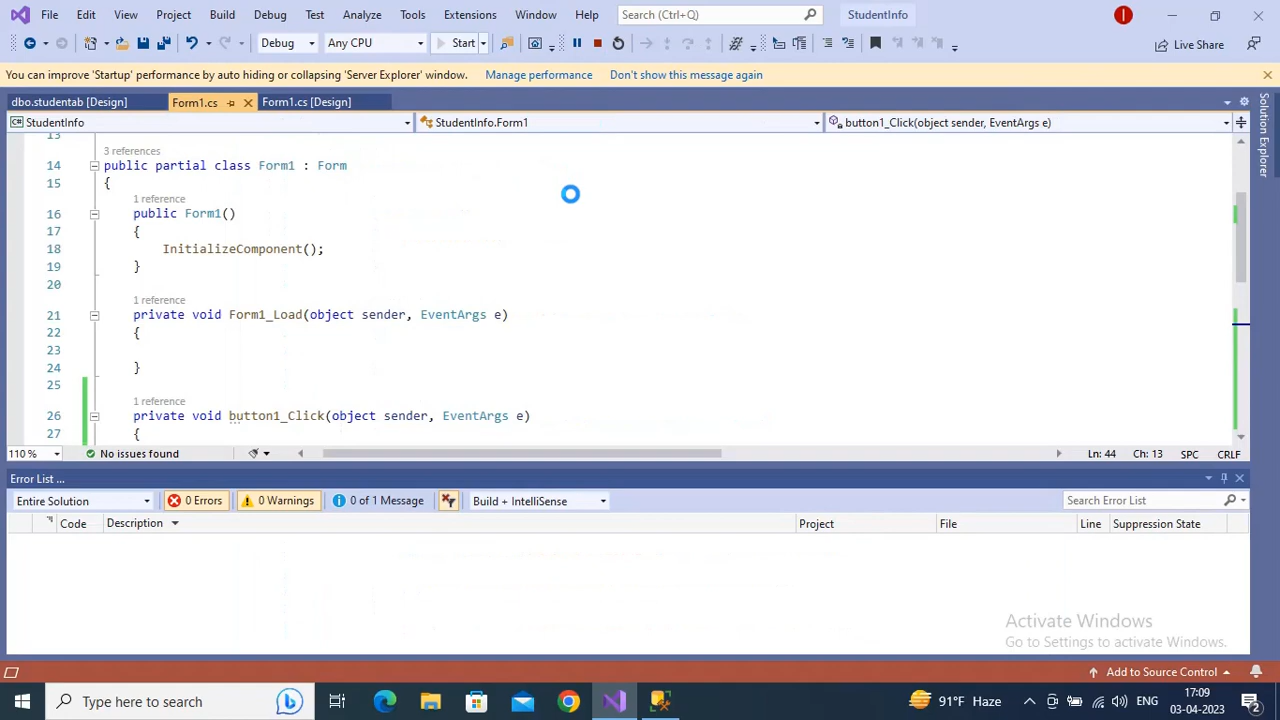 File Edit View Project Build Debug Test Analyze Tools Extensions Window Help Search (Ctrl+Q) StudentInfo I
Debug Any CPU Start Live Share
You can improve 'Startup' performance by auto hiding or collapsing 'Server Explorer' window. Manage performance Don't show this message again
dbo.studentab [Design] Form1.cs Form1.cs [Design]
StudentInfo StudentInfo.Form1 button1_Click(object sender, EventArgs e)
Solution Explorer
13
3 references
14 public partial class Form1 : Form
15 {
1 reference
16 public Form1()
17 {
18 InitializeComponent();
19 }
20
1 reference
21 private void Form1_Load(object sender, EventArgs e)
22 {
23
24 }
25
1 reference
26 private void button1_Click(object sender, EventArgs e)
27 {
110 % No issues found Ln: 44 Ch: 13 SPC CRLF
Error List ...
Entire Solution 0 Errors 0 Warnings 0 of 1 Message Build + IntelliSense Search Error List
Code Description Project File Line Suppression State
Activate Windows
Go to Settings to activate Windows.
Add to Source Control
Type here to search 91°F Haze ENG 17:09
03-04-2023 2